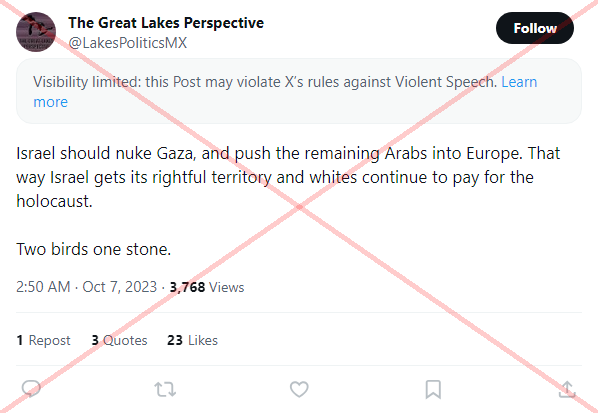 The Great Lakes Perspective
@LakesPoliticsMX
Follow
Visibility limited: this Post may violate X's rules against Violent Speech. Learn
more
Israel should nuke Gaza, and push the remaining Arabs into Europe. That
way Israel gets its rightful territory and whites continue to pay for the
holocaust.
Two birds one stone.
2:50 AM · Oct 7, 2023 · 3,768 Views
1 Repost 3 Quotes 23 Likes